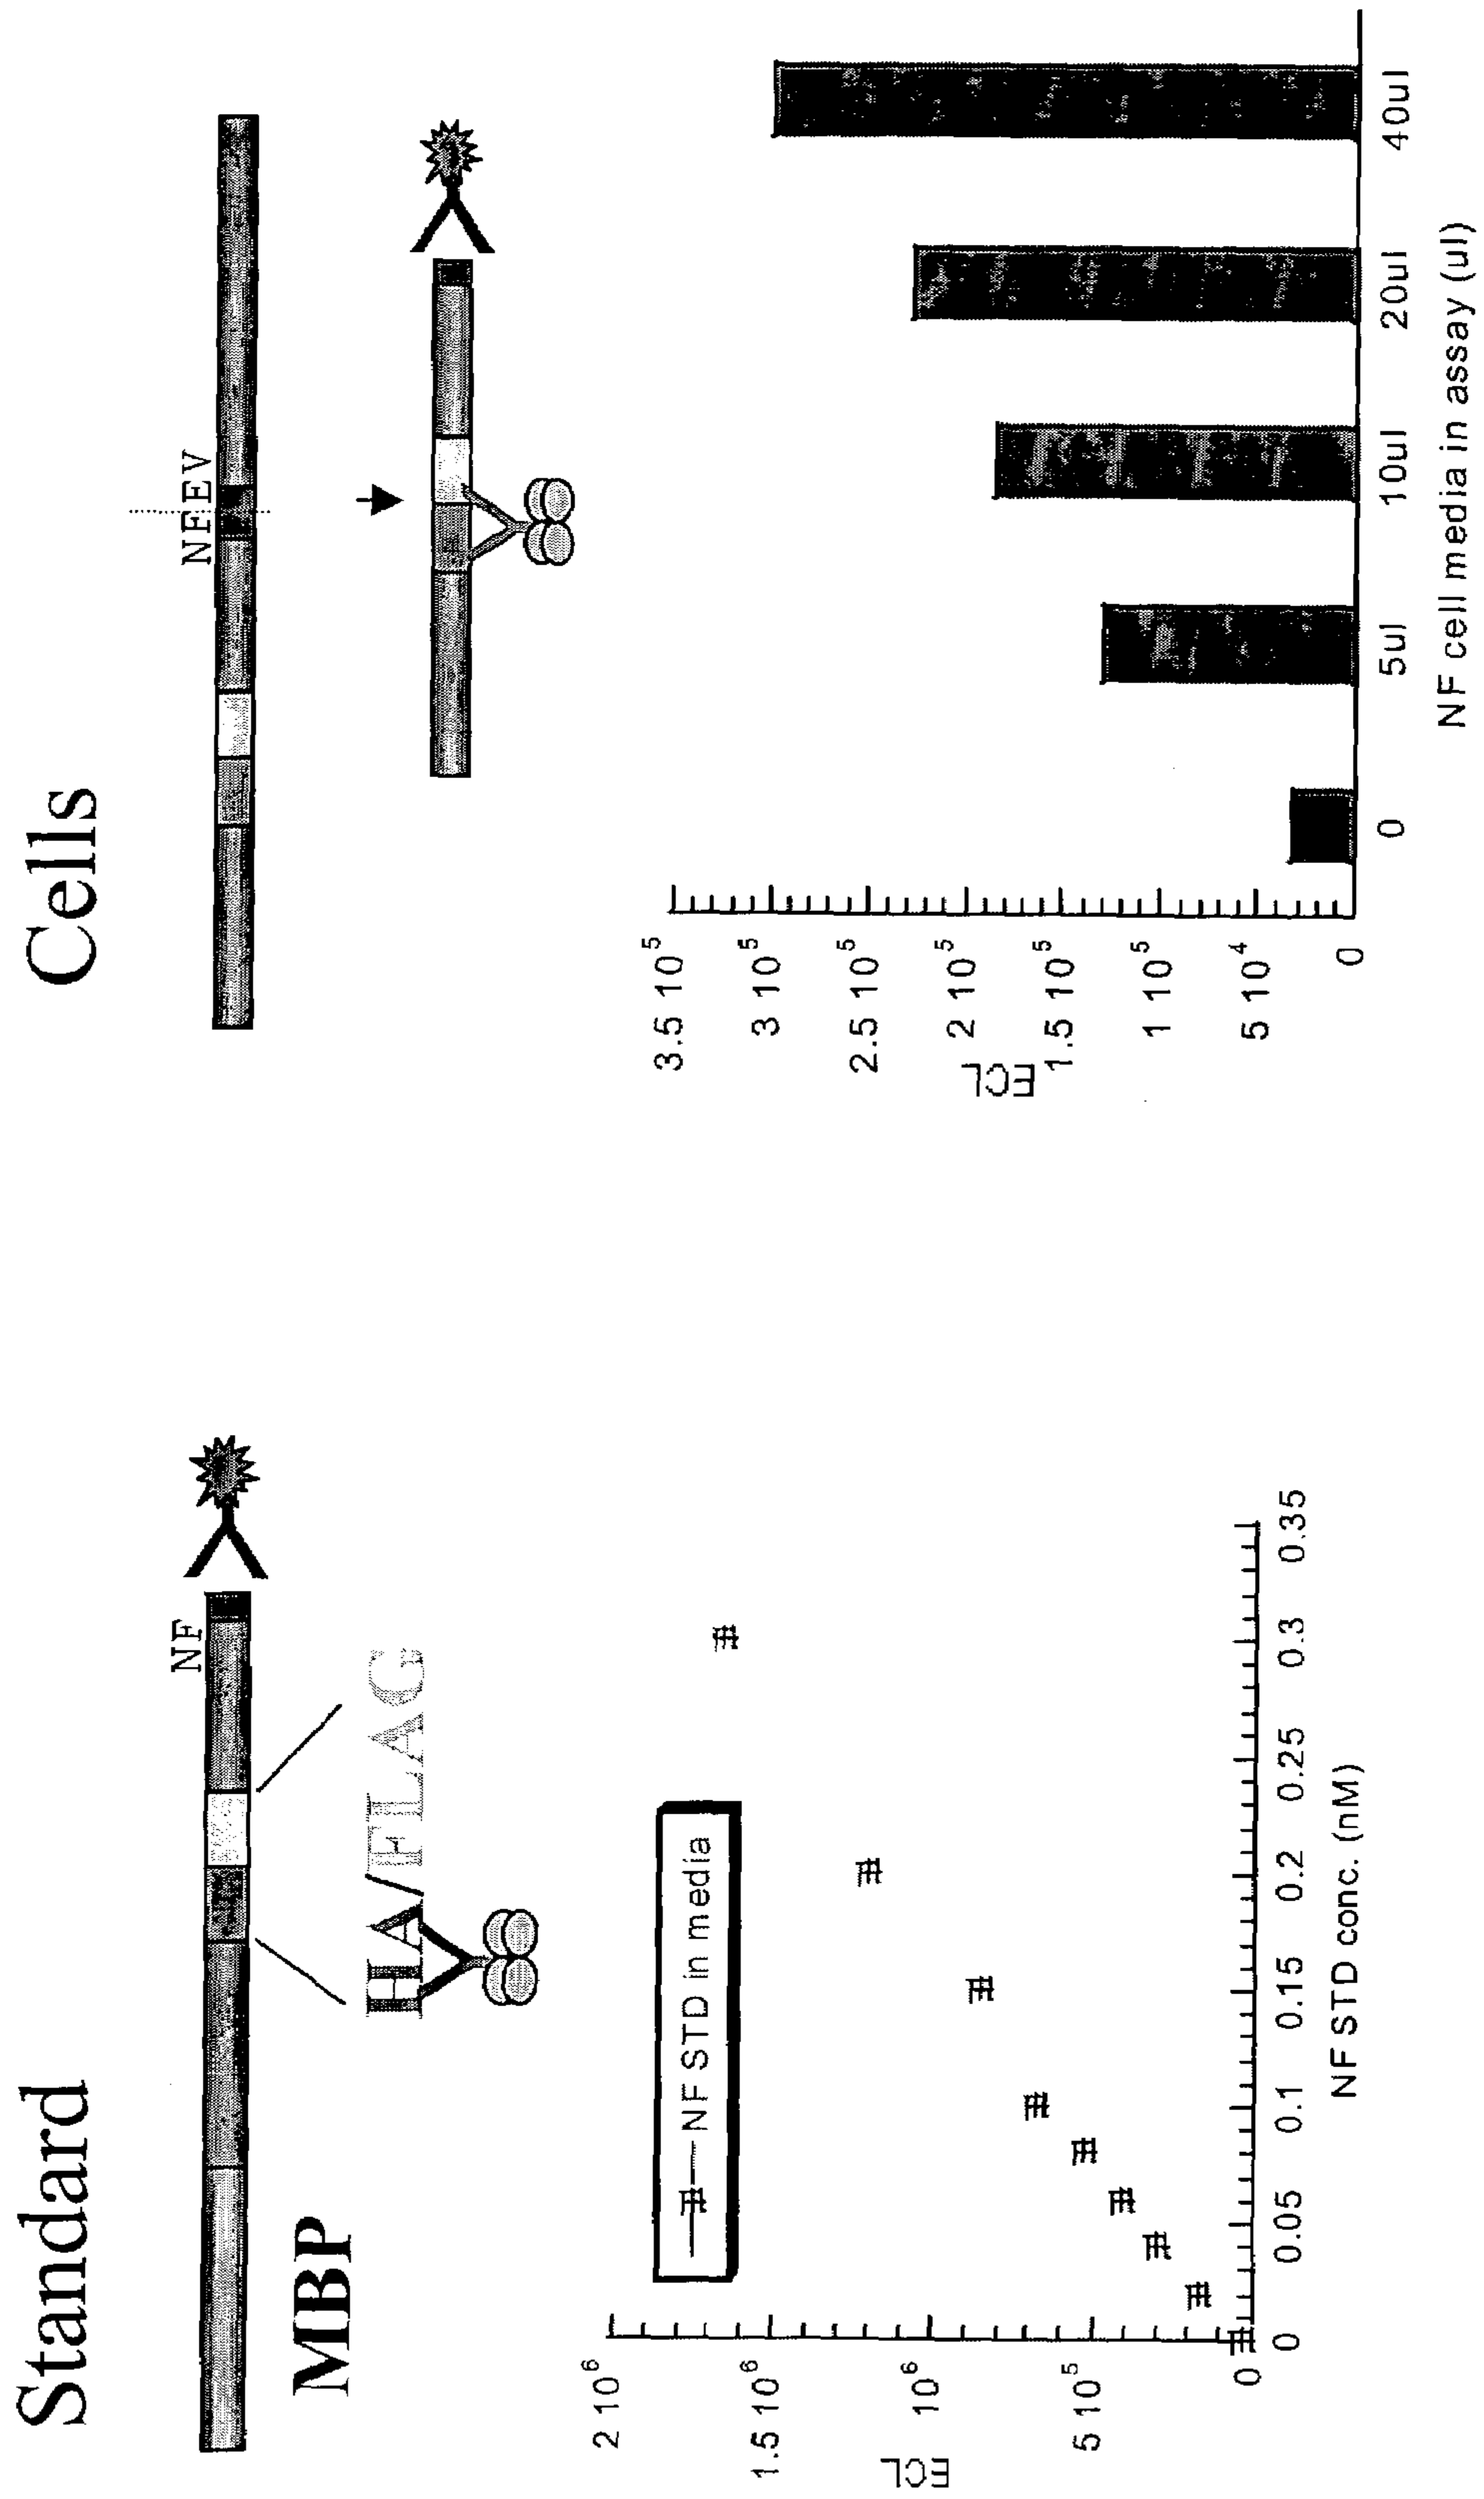 Standard
NF
MBP
HA/FLAG
ECL
2 10⁶
1.5 10⁶
10⁶
5 10⁵
0
NF STD in media
0 0.05 0.1 0.15 0.2 0.25 0.3 0.35
NF STD conc. (nM)
Cells
NFEV
ECL
3.5 10⁵
3 10⁵
2.5 10⁵
2 10⁵
1.5 10⁵
1 10⁵
5 10⁴
0
0 5ul 10ul 20ul 40ul
NF cell media in assay (ul)